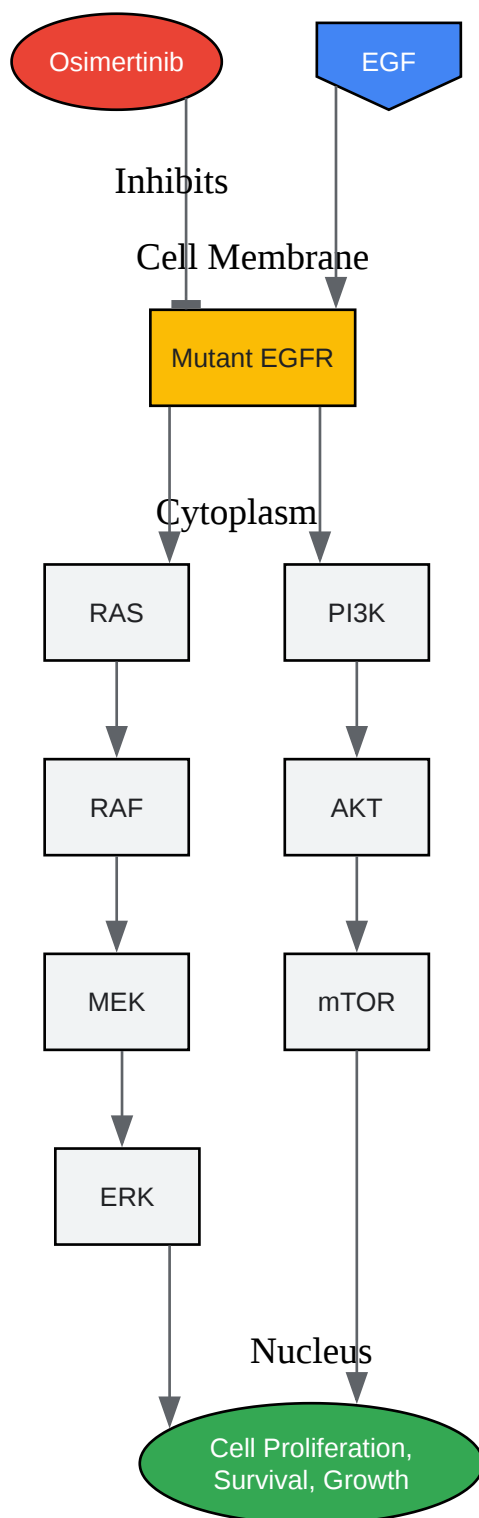 Osimertinib
EGF
Inhibits
Cell Membrane
Mutant EGFR
Cytoplasm
RAS
PI3K
RAF
AKT
MEK
mTOR
ERK
Nucleus
Cell Proliferation,
Survival, Growth